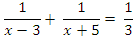 1/(x − 3) + 1/(x + 5) = 1/3